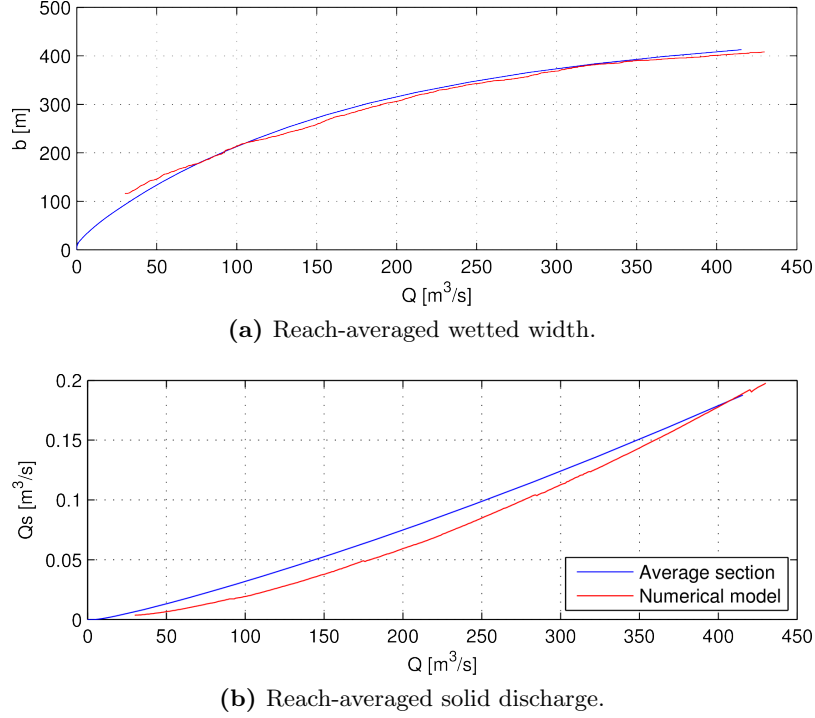 500
400
300
200
100
0
b [m]
0 50 100 150 200 250 300 350 400 450
Q [m³/s]
(a) Reach-averaged wetted width.
0.2
0.15
0.1
0.05
0
Qs [m³/s]
Average section
Numerical model
0 50 100 150 200 250 300 350 400 450
Q [m³/s]
(b) Reach-averaged solid discharge.